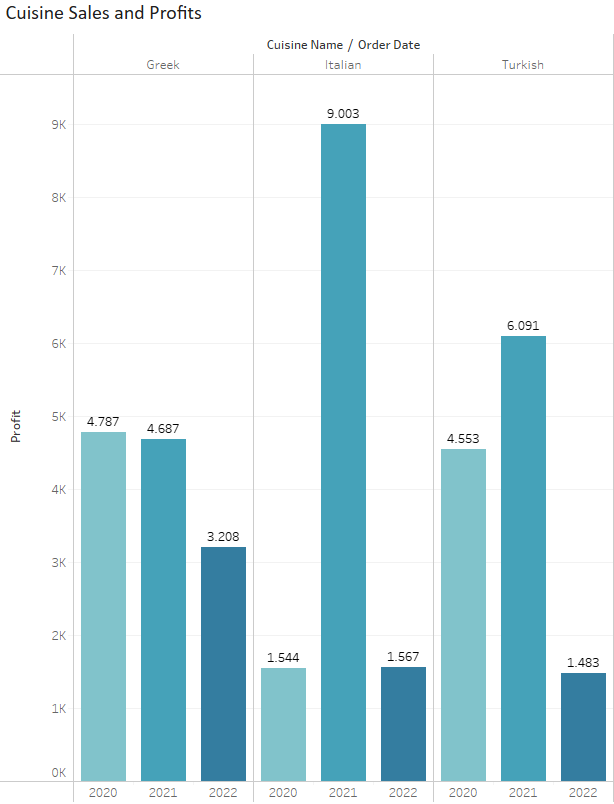 Cuisine Sales and Profits
Cuisine Name / Order Date
Greek Italian Turkish
9.003
9K
8K
7K
6.091
6K
Profit
5K
4.787 4.687
4.553
4K
3.208
3K
2K
1.544 1.567 1.483
1K
0K
2020 2021 2022 2020 2021 2022 2020 2021 2022